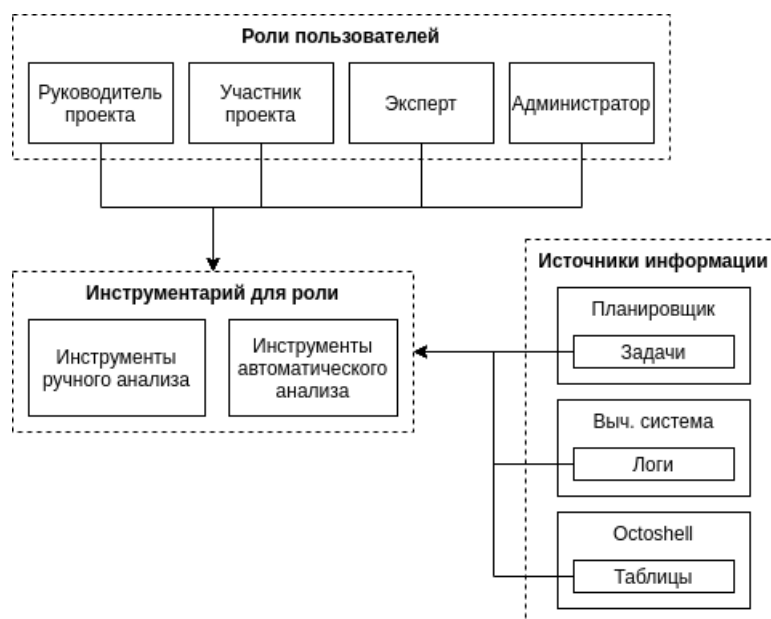 Роли пользователей
Руководитель
проекта
Участник
проекта
Эксперт
Администратор
Инструментарий для роли
Инструменты
ручного анализа
Инструменты
автоматического
анализа
Источники информации
Планировщик
Задачи
Выч. система
Логи
Octoshell
Таблицы